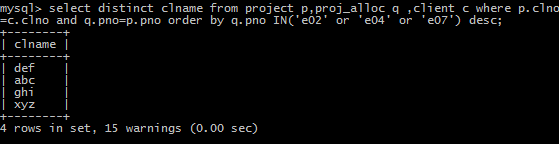 mysql> select distinct clname from project p,proj_alloc q ,client c where p.clno
=c.clno and q.pno=p.pno order by q.pno IN('e02' or 'e04' or 'e07') desc;
+--------+
| clname |
+--------+
| def    |
| abc    |
| ghi    |
| xyz    |
+--------+
4 rows in set, 15 warnings (0.00 sec)